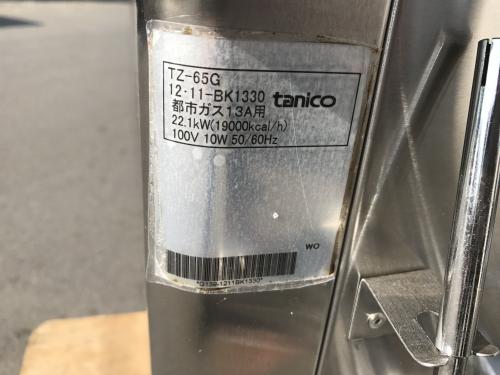 TZ-65G
12・11-BK1330 tanico
都市ガス13A用
22.1kW(19000kcal/h)
100V 10W 50/60Hz
WO